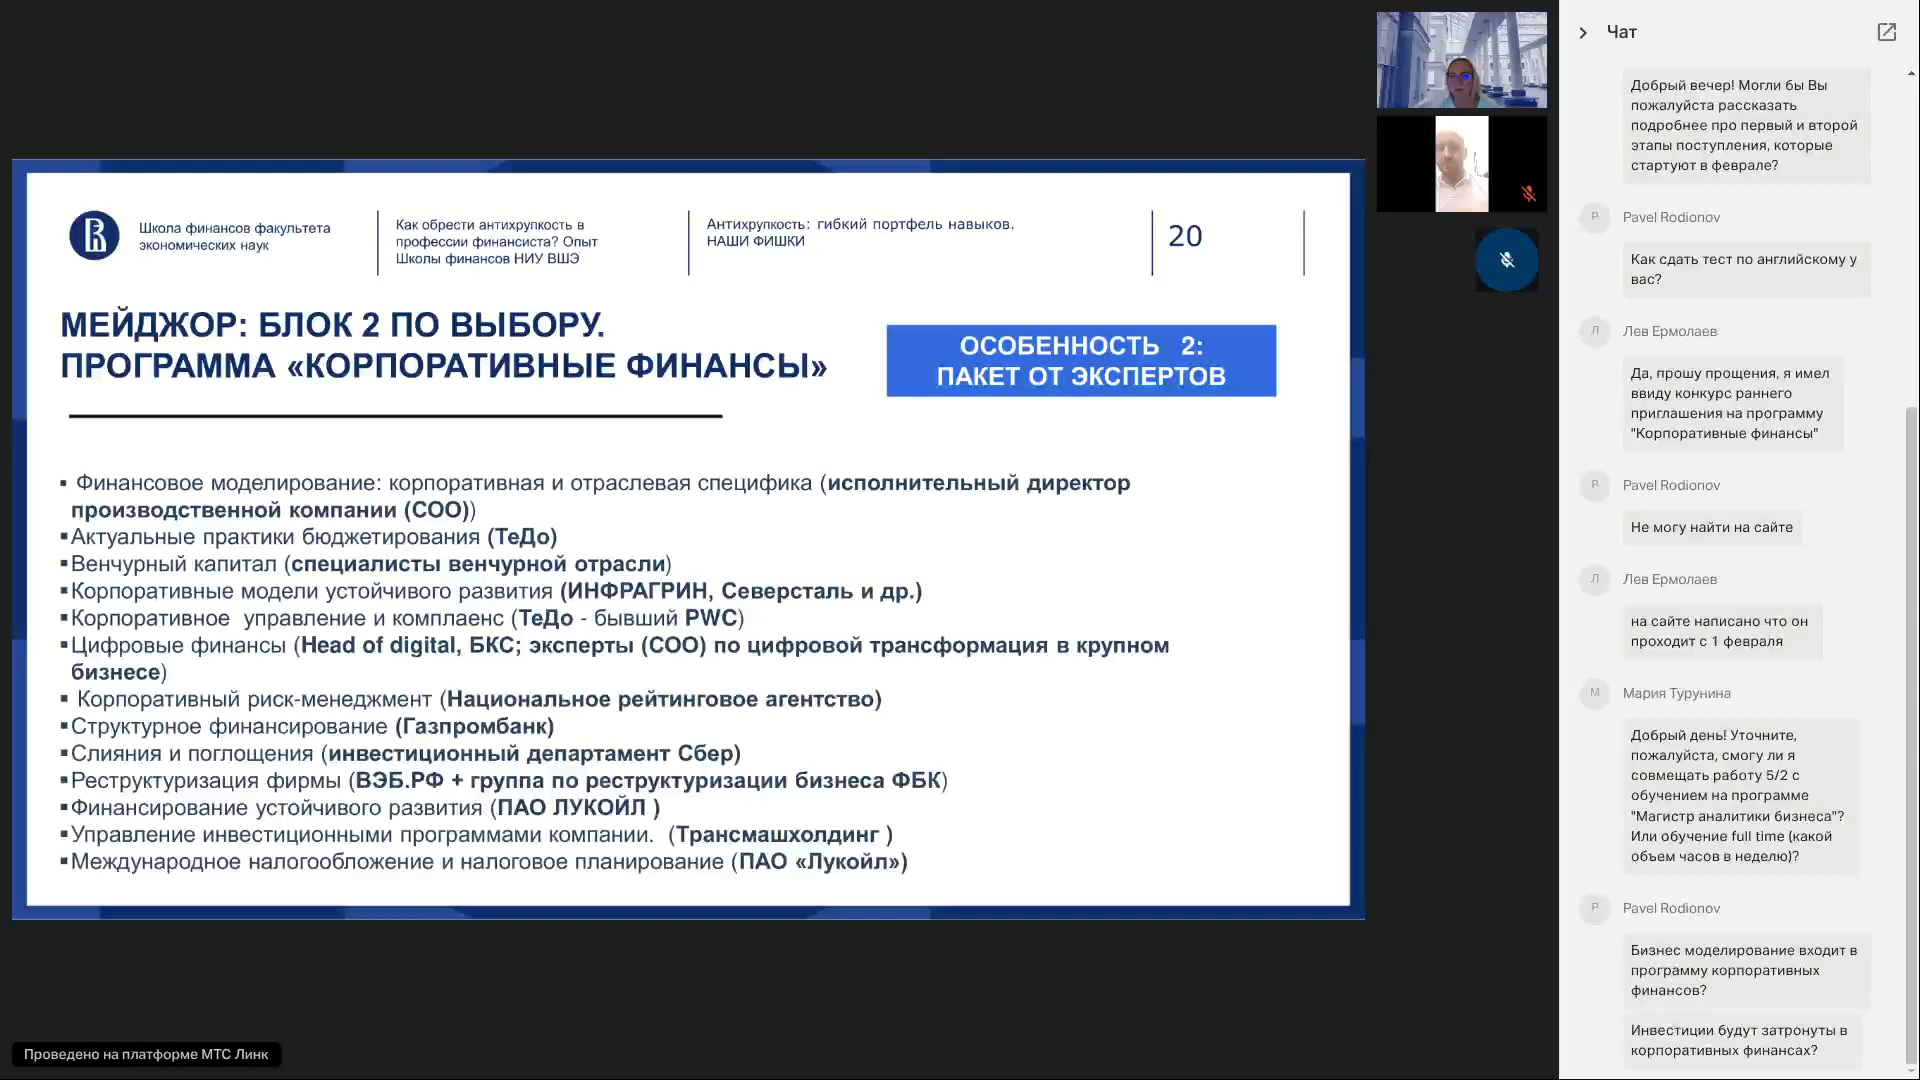 Школа финансов факультета
экономических наук
Как обрести антихрупкость в
профессии финансиста? Опыт
Школы финансов НИУ ВШЭ
Антихрупкость: гибкий портфель навыков.
НАШИ ФИШКИ
20
МЕЙДЖОР: БЛОК 2 ПО ВЫБОРУ.
ПРОГРАММА «КОРПОРАТИВНЫЕ ФИНАНСЫ»
ОСОБЕННОСТЬ 2:
ПАКЕТ ОТ ЭКСПЕРТОВ
▪ Финансовое моделирование: корпоративная и отраслевая специфика (исполнительный директор
производственной компании (СОО))
▪Актуальные практики бюджетирования (ТеДо)
▪Венчурный капитал (специалисты венчурной отрасли)
▪Корпоративные модели устойчивого развития (ИНФРАГРИН, Северсталь и др.)
▪Корпоративное управление и комплаенс (ТеДо - бывший PWC)
▪Цифровые финансы (Head of digital, БКС; эксперты (СОО) по цифровой трансформация в крупном
бизнесе)
▪ Корпоративный риск-менеджмент (Национальное рейтинговое агентство)
▪Структурное финансирование (Газпромбанк)
▪Слияния и поглощения (инвестиционный департамент Сбер)
▪Реструктуризация фирмы (ВЭБ.РФ + группа по реструктуризации бизнеса ФБК)
▪Финансирование устойчивого развития (ПАО ЛУКОЙЛ )
▪Управление инвестиционными программами компании. (Трансмашхолдинг )
▪Международное налогообложение и налоговое планирование (ПАО «Лукойл»)
Проведено на платформе МТС Линк
Чат
Добрый вечер! Могли бы Вы
пожалуйста рассказать
подробнее про первый и второй
этапы поступления, которые
стартуют в феврале?
P
Pavel Rodionov
Как сдать тест по английскому у
вас?
Л
Лев Ермолаев
Да, прошу прощения, я имел
ввиду конкурс раннего
приглашения на программу
"Корпоративные финансы"
P
Pavel Rodionov
Не могу найти на сайте
Л
Лев Ермолаев
на сайте написано что он
проходит с 1 февраля
М
Мария Турунина
Добрый день! Уточните,
пожалуйста, смогу ли я
совмещать работу 5/2 с
обучением на программе
"Магистр аналитики бизнеса"?
Или обучение full time (какой
объем часов в неделю)?
P
Pavel Rodionov
Бизнес моделирование входит в
программу корпоративных
финансов?
Инвестиции будут затронуты в
корпоративных финансах?